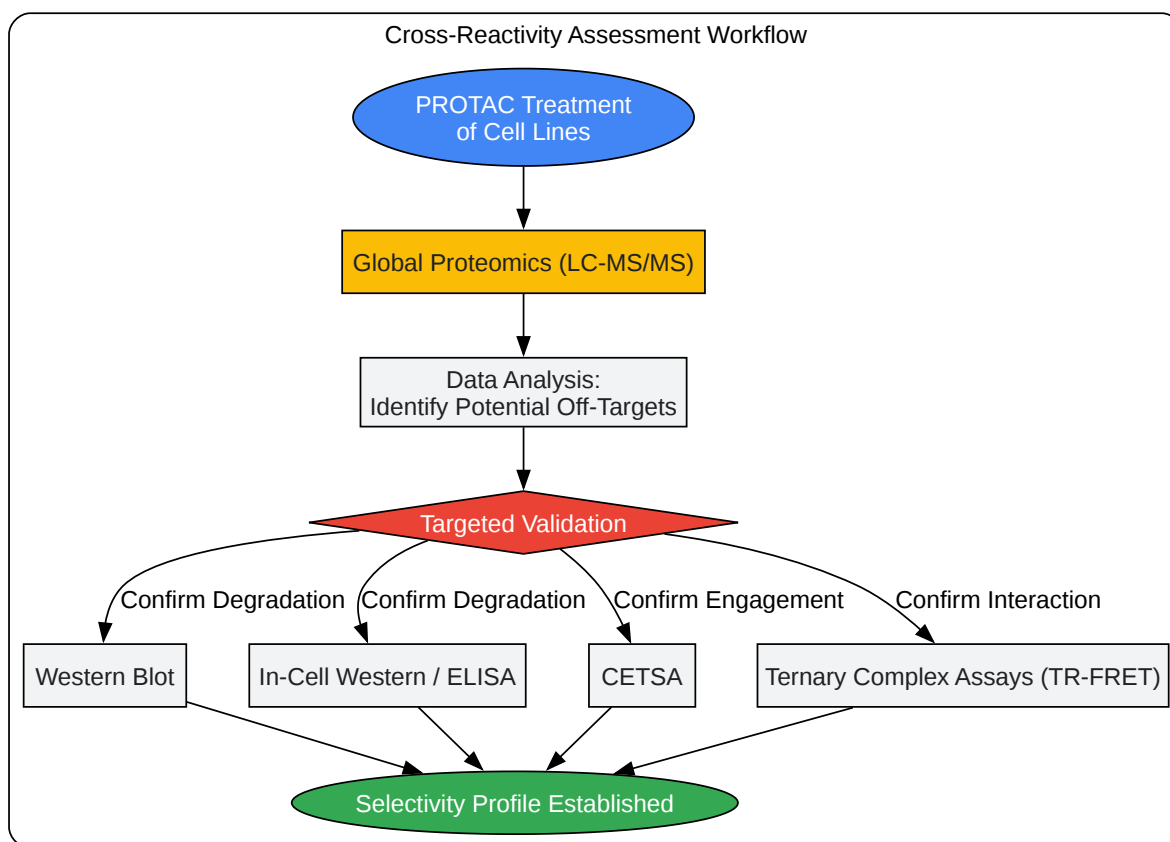 Cross-Reactivity Assessment Workflow
PROTAC Treatment
of Cell Lines
Global Proteomics (LC-MS/MS)
Data Analysis:
Identify Potential Off-Targets
Targeted Validation
Confirm Degradation
Confirm Degradation
Confirm Engagement
Confirm Interaction
Western Blot
In-Cell Western / ELISA
CETSA
Ternary Complex Assays (TR-FRET)
Selectivity Profile Established